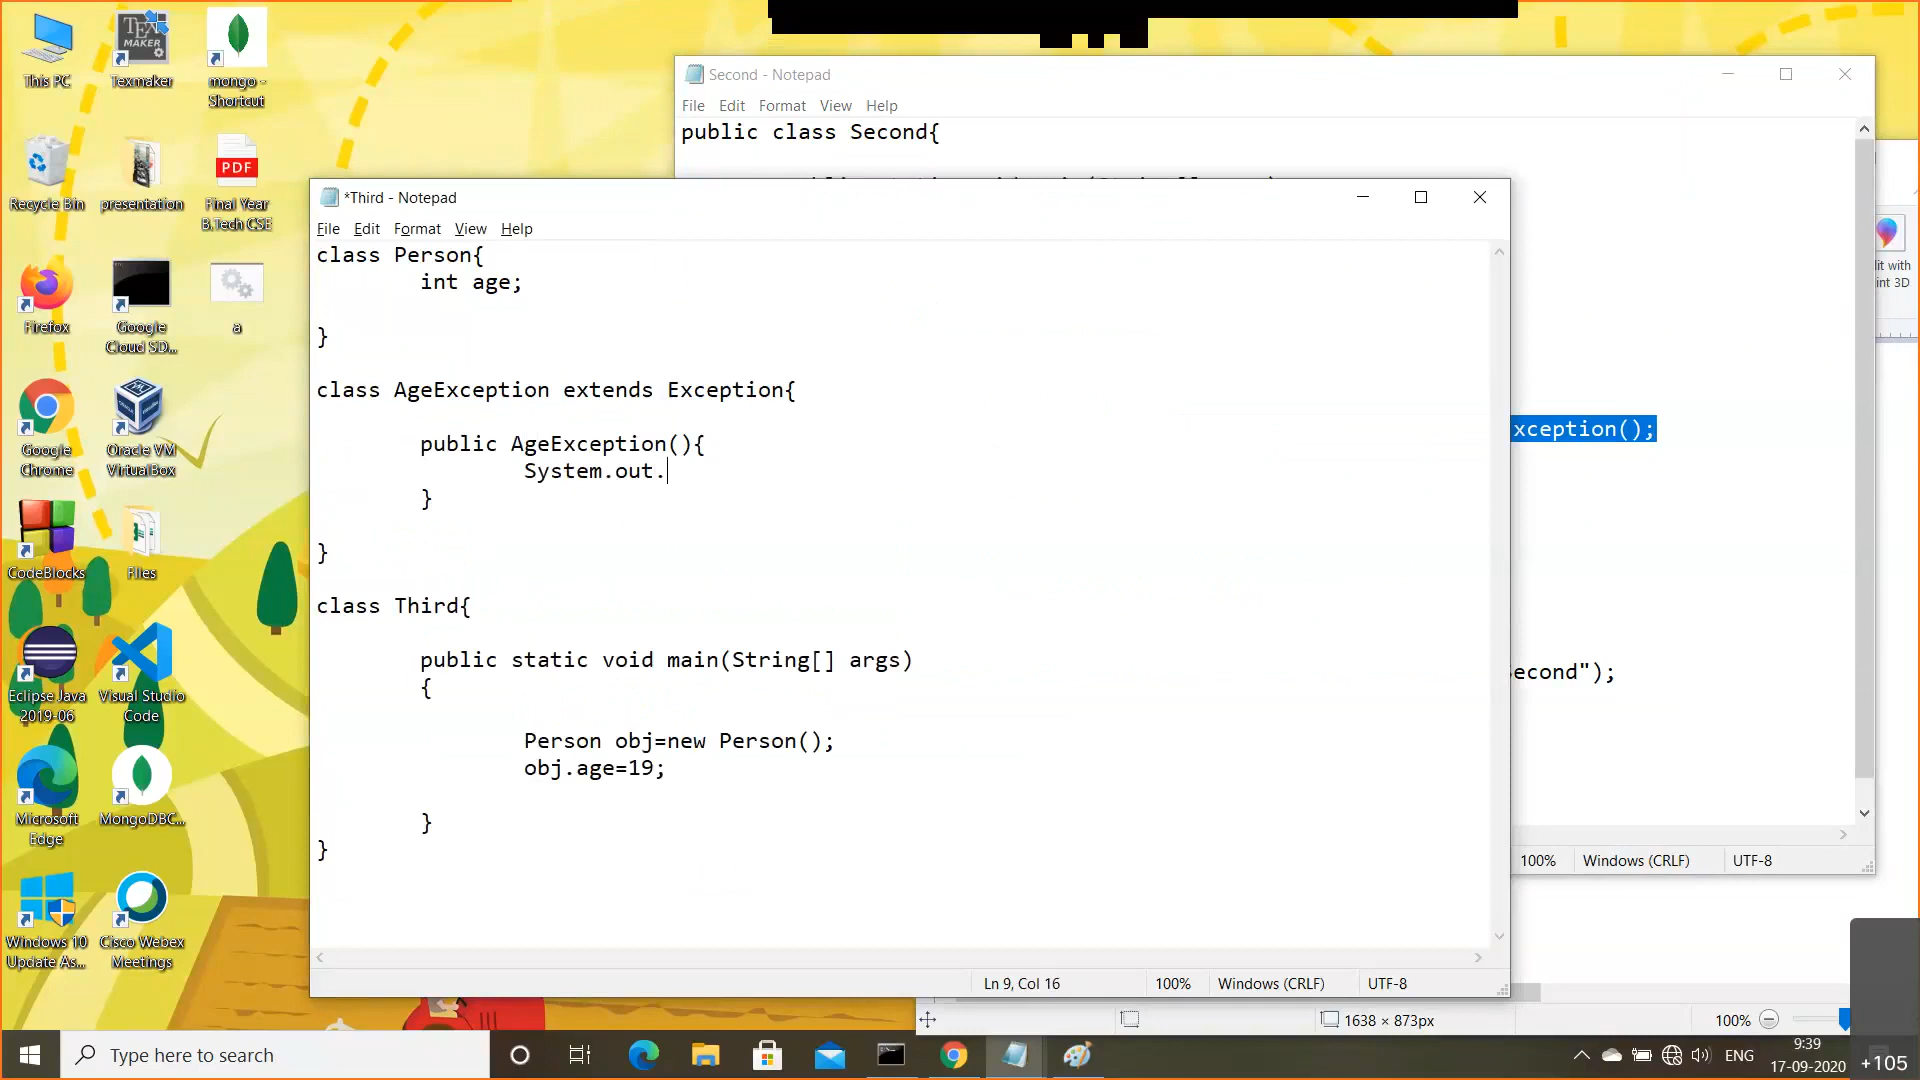 This PC
Texmaker
mongo -
Shortcut
Recycle Bin
presentation
PDF
Final Year
B.Tech CSE
Firefox
Google
Cloud SD...
a
Google
Chrome
Oracle VM
VirtualBox
CodeBlocks
FIles
Eclipse Java
2019-06
Visual Studio
Code
Microsoft
Edge
MongoDBC...
Windows 10
Update As...
Cisco Webex
Meetings
Second - Notepad
File Edit Format View Help
public class Second{
xception();
econd");
100% Windows (CRLF) UTF-8
*Third - Notepad
File Edit Format View Help
class Person{
int age;
}
class AgeException extends Exception{
public AgeException(){
System.out.
}
}
class Third{
public static void main(String[] args)
{
Person obj=new Person();
obj.age=19;
}
}
Ln 9, Col 16 100% Windows (CRLF) UTF-8
dit with
int 3D
1638 × 873px
100%
Type here to search
ENG
9:39
17-09-2020
+105